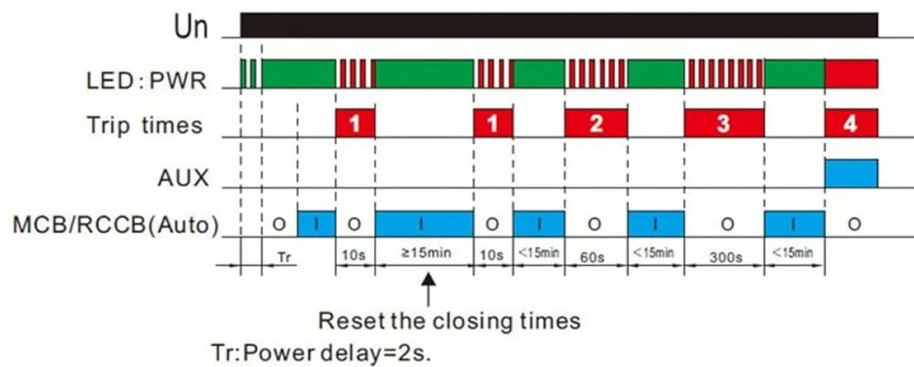 Un
LED:PWR
Trip times 1 1 2 3 4
AUX
MCB/RCCB(Auto) O I O I O I O I O I O
Tr 10s ≥15min 10s <15min 60s <15min 300s <15min
Reset the closing times
Tr:Power delay=2s.